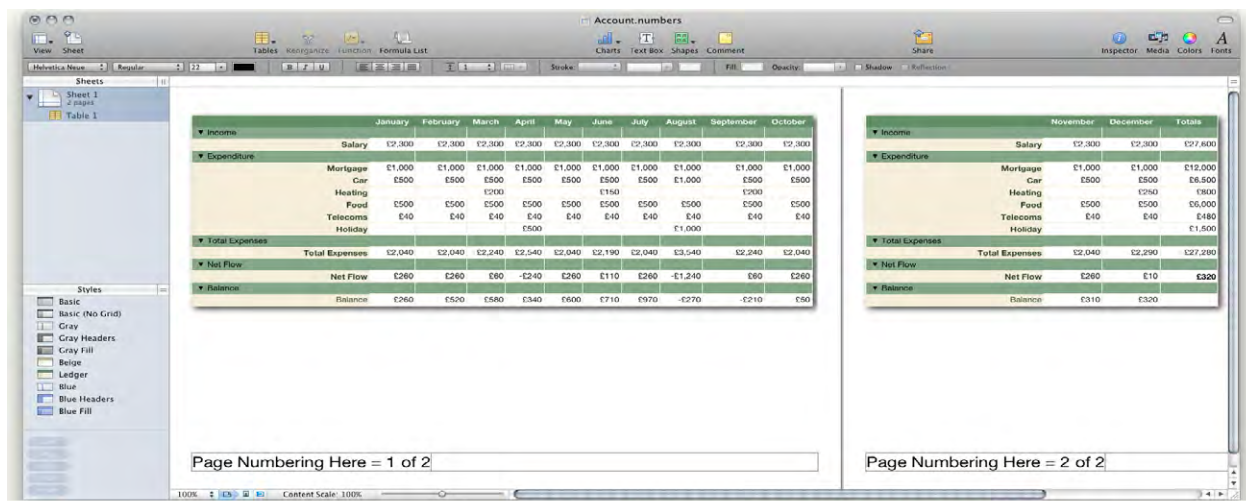 Account.numbers
View Sheet Tables Reorganize Function Formula List Charts Text Box Shapes Comment Share Inspector Media Colors Fonts
Helvetica Neue Regular 22 B I U 1 Stroke: Fill: Opacity: Shadow Reflection
Sheets
Sheet 1
2 pages
Table 1
Styles
Basic
Basic (No Grid)
Gray
Gray Headers
Gray Fill
Beige
Ledger
Blue
Blue Headers
Blue Fill
January February March April May June July August September October
Income
Salary £2,300 £2,300 £2,300 £2,300 £2,300 £2,300 £2,300 £2,300 £2,300 £2,300
Expenditure
Mortgage £1,000 £1,000 £1,000 £1,000 £1,000 £1,000 £1,000 £1,000 £1,000 £1,000
Car £500 £500 £500 £500 £500 £500 £500 £1,000 £500 £500
Heating £200 £150 £200
Food £500 £500 £500 £500 £500 £500 £500 £500 £500 £500
Telecoms £40 £40 £40 £40 £40 £40 £40 £40 £40 £40
Holiday £500 £1,000
Total Expenses
Total Expenses £2,040 £2,040 £2,240 £2,540 £2,040 £2,190 £2,040 £3,540 £2,240 £2,040
Net Flow
Net Flow £260 £260 £60 -£240 £260 £110 £260 -£1,240 £60 £260
Balance
Balance £260 £520 £580 £340 £600 £710 £970 -£270 -£210 £50
Page Numbering Here = 1 of 2
November December Totals
Income
Salary £2,300 £2,300 £27,600
Expenditure
Mortgage £1,000 £1,000 £12,000
Car £500 £500 £6,500
Heating £250 £800
Food £500 £500 £6,000
Telecoms £40 £40 £480
Holiday £1,500
Total Expenses
Total Expenses £2,040 £2,290 £27,280
Net Flow
Net Flow £260 £10 £320
Balance
Balance £310 £320
Page Numbering Here = 2 of 2
100% Content Scale: 100%